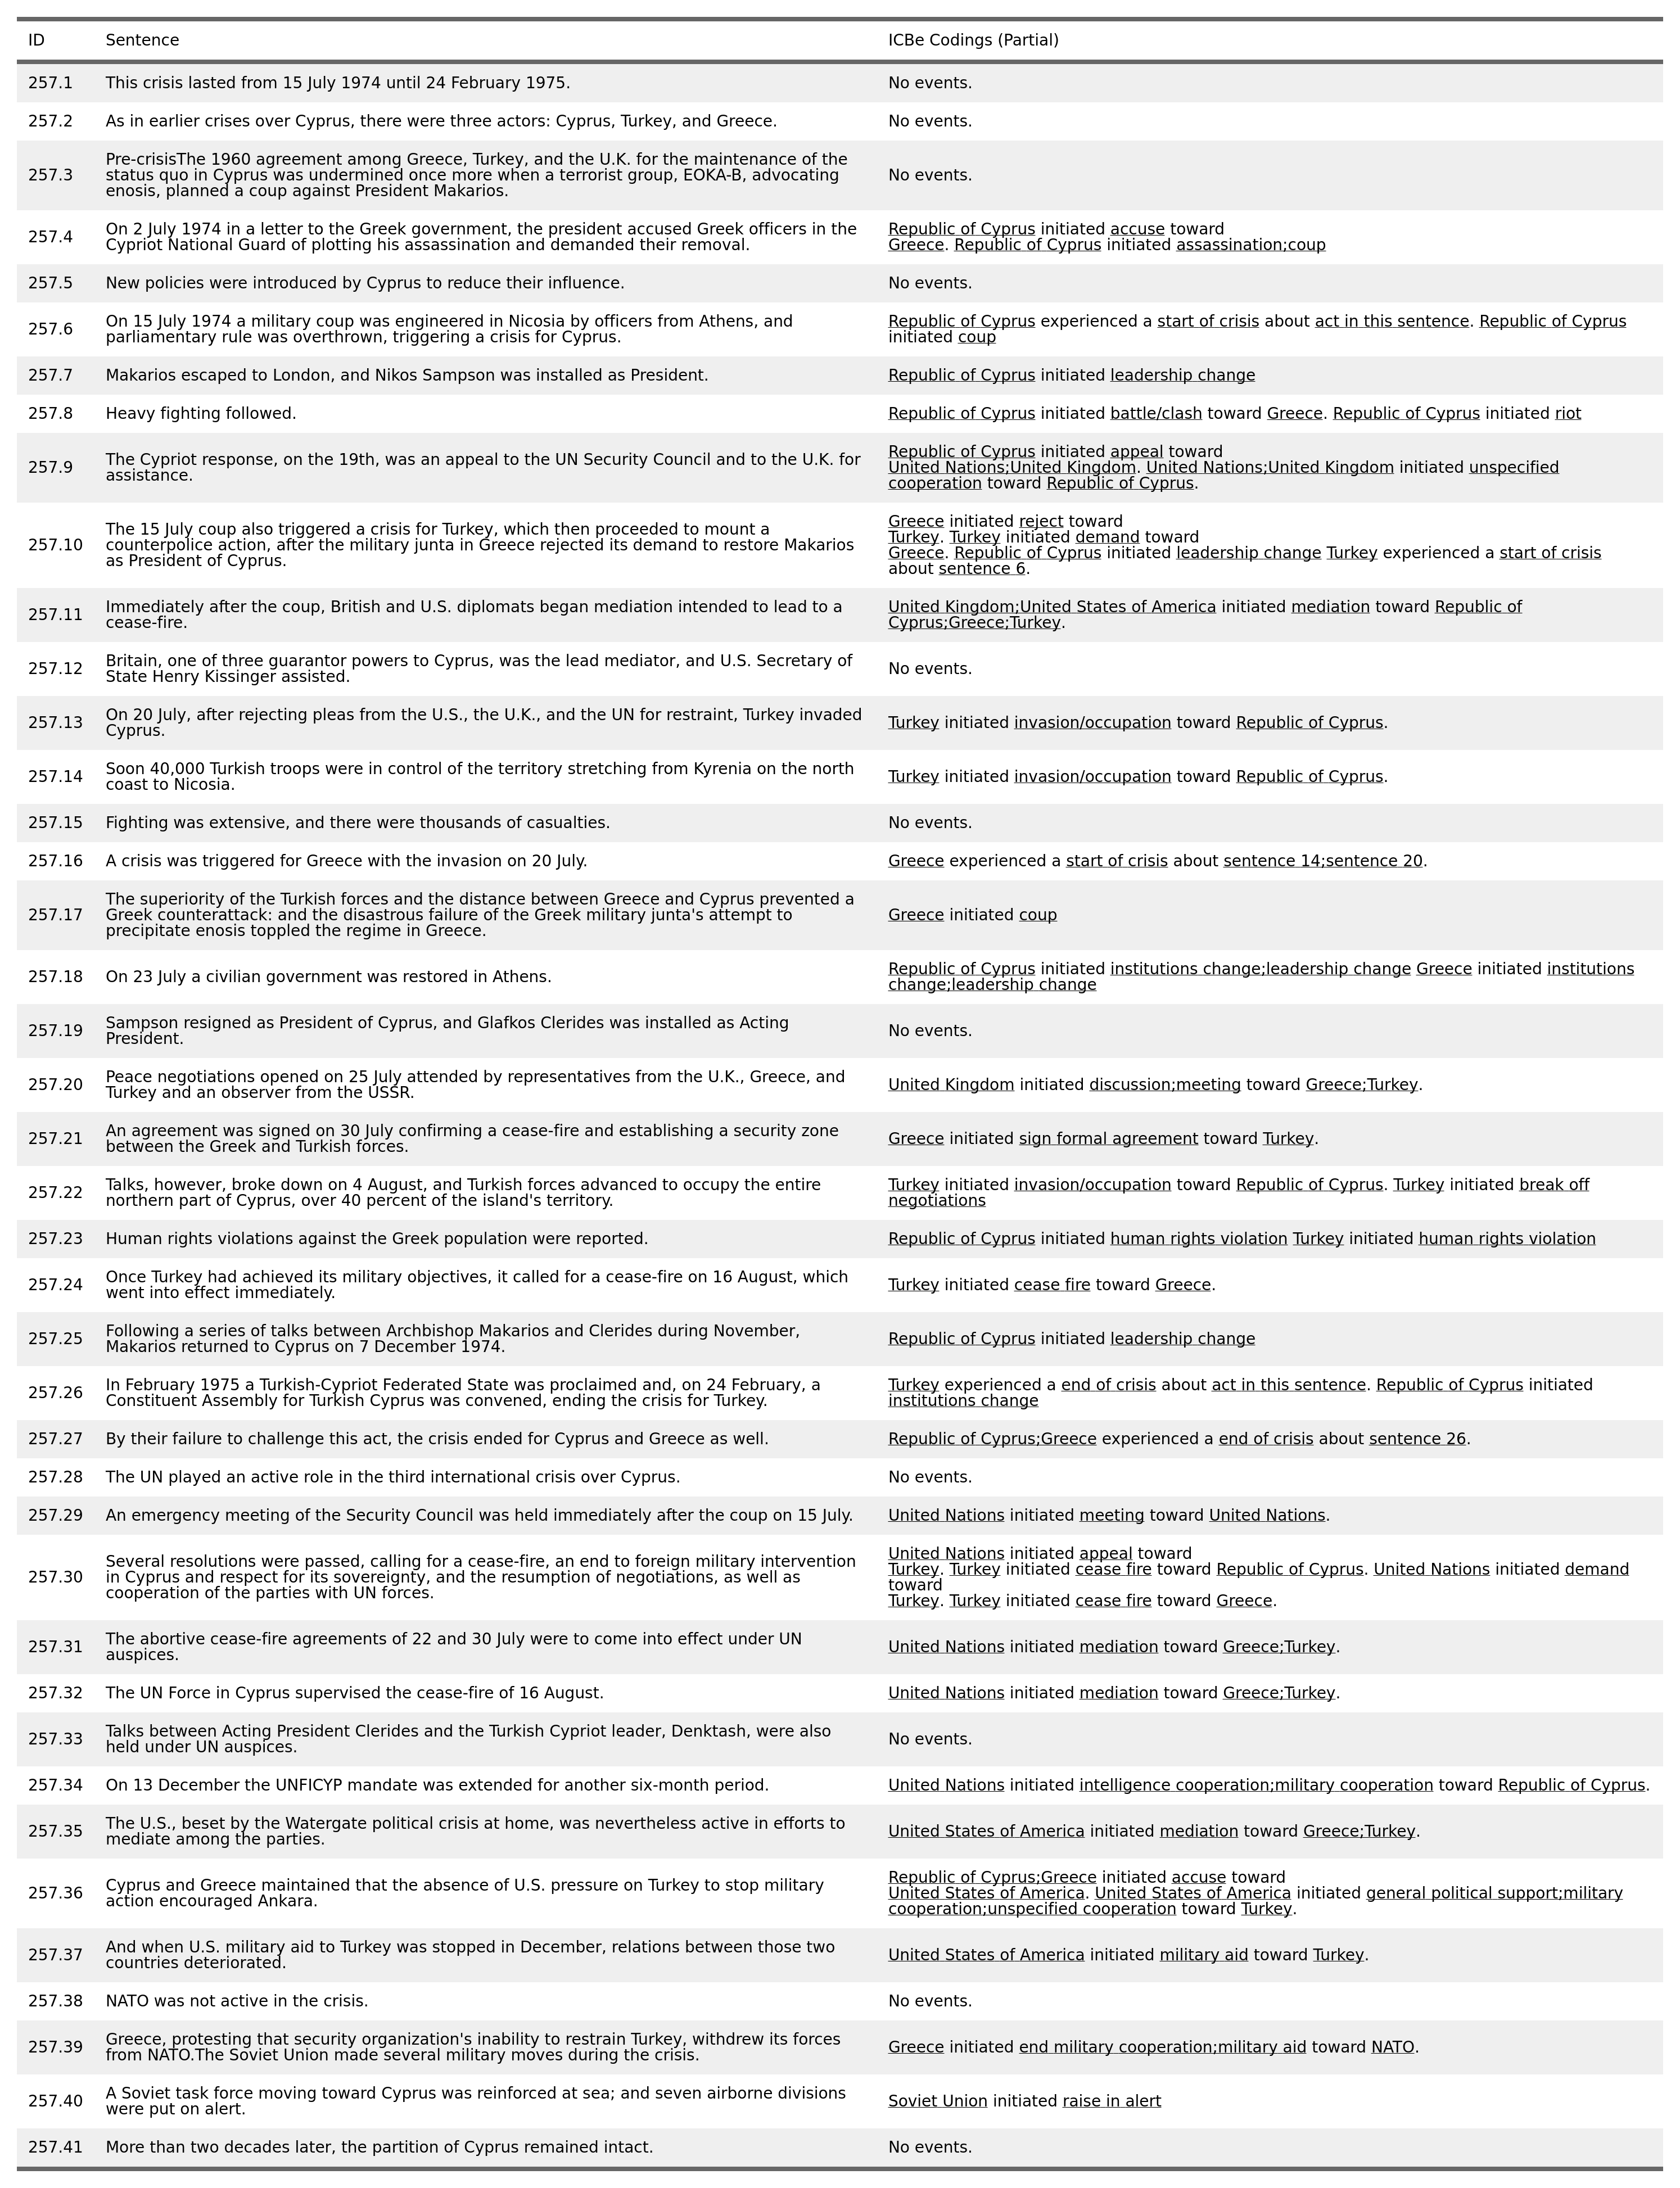 ID Sentence ICBe Codings (Partial)
257.1 This crisis lasted from 15 July 1974 until 24 February 1975. No events.
257.2 As in earlier crises over Cyprus, there were three actors: Cyprus, Turkey, and Greece. No events.
Pre-crisisThe 1960 agreement among Greece, Turkey, and the U.K. for the maintenance of the
257.3 status quo in Cyprus was undermined once more when a terrorist group, EOKA-B, advocating No events.
enosis, planned a coup against President Makarios.
257.4 On 2 July 1974 in a letter to the Greek government, the president accused Greek officers in the
Cypriot National Guard of plotting his assassination and demanded their removal.
Republic of Cyprus initiated accuse toward
Greece. Republic of Cyprus initiated assassination;coup
257.5 New policies were introduced by Cyprus to reduce their influence. No events.
257.6 On 15 July 1974 a military coup was engineered in Nicosia by officers from Athens, and
parliamentary rule was overthrown, triggering a crisis for Cyprus.
Republic of Cyprus experienced a start of crisis about act in this sentence. Republic of Cyprus
initiated coup
257.7 Makarios escaped to London, and Nikos Sampson was installed as President. Republic of Cyprus initiated leadership change
257.8 Heavy fighting followed. Republic of Cyprus initiated battle/clash toward Greece. Republic of Cyprus initiated riot
257.9 The Cypriot response, on the 19th, was an appeal to the UN Security Council and to the U.K. for
assistance.
Republic of Cyprus initiated appeal toward
United Nations;United Kingdom. United Nations;United Kingdom initiated unspecified
cooperation toward Republic of Cyprus.
257.10 The 15 July coup also triggered a crisis for Turkey, which then proceeded to mount a
counterpolice action, after the military junta in Greece rejected its demand to restore Makarios
as President of Cyprus.
Greece initiated reject toward
Turkey. Turkey initiated demand toward
Greece. Republic of Cyprus initiated leadership change Turkey experienced a start of crisis
about sentence 6.
257.11 Immediately after the coup, British and U.S. diplomats began mediation intended to lead to a
cease-fire.
United Kingdom;United States of America initiated mediation toward Republic of
Cyprus;Greece;Turkey.
257.12 Britain, one of three guarantor powers to Cyprus, was the lead mediator, and U.S. Secretary of
State Henry Kissinger assisted.
No events.
257.13 On 20 July, after rejecting pleas from the U.S., the U.K., and the UN for restraint, Turkey invaded
Cyprus.
Turkey initiated invasion/occupation toward Republic of Cyprus.
257.14 Soon 40,000 Turkish troops were in control of the territory stretching from Kyrenia on the north
coast to Nicosia.
Turkey initiated invasion/occupation toward Republic of Cyprus.
257.15 Fighting was extensive, and there were thousands of casualties. No events.
257.16 A crisis was triggered for Greece with the invasion on 20 July. Greece experienced a start of crisis about sentence 14;sentence 20.
257.17 The superiority of the Turkish forces and the distance between Greece and Cyprus prevented a
Greek counterattack: and the disastrous failure of the Greek military junta's attempt to
precipitate enosis toppled the regime in Greece.
Greece initiated coup
257.18 On 23 July a civilian government was restored in Athens.
Republic of Cyprus initiated institutions change;leadership change Greece initiated institutions
change;leadership change
257.19 Sampson resigned as President of Cyprus, and Glafkos Clerides was installed as Acting
President.
No events.
257.20 Peace negotiations opened on 25 July attended by representatives from the U.K., Greece, and
Turkey and an observer from the USSR.
United Kingdom initiated discussion;meeting toward Greece;Turkey.
257.21 An agreement was signed on 30 July confirming a cease-fire and establishing a security zone
between the Greek and Turkish forces.
Greece initiated sign formal agreement toward Turkey.
257.22 Talks, however, broke down on 4 August, and Turkish forces advanced to occupy the entire
northern part of Cyprus, over 40 percent of the island's territory.
Turkey initiated invasion/occupation toward Republic of Cyprus. Turkey initiated break off
negotiations
257.23 Human rights violations against the Greek population were reported. Republic of Cyprus initiated human rights violation Turkey initiated human rights violation
257.24 Once Turkey had achieved its military objectives, it called for a cease-fire on 16 August, which
went into effect immediately.
Turkey initiated cease fire toward Greece.
257.25 Following a series of talks between Archbishop Makarios and Clerides during November,
Makarios returned to Cyprus on 7 December 1974.
Republic of Cyprus initiated leadership change
257.26 In February 1975 a Turkish-Cypriot Federated State was proclaimed and, on 24 February, a
Constituent Assembly for Turkish Cyprus was convened, ending the crisis for Turkey.
Turkey experienced a end of crisis about act in this sentence. Republic of Cyprus initiated
institutions change
257.27 By their failure to challenge this act, the crisis ended for Cyprus and Greece as well. Republic of Cyprus;Greece experienced a end of crisis about sentence 26.
257.28 The UN played an active role in the third international crisis over Cyprus. No events.
257.29 An emergency meeting of the Security Council was held immediately after the coup on 15 July. United Nations initiated meeting toward United Nations.
257.30 Several resolutions were passed, calling for a cease-fire, an end to foreign military intervention
in Cyprus and respect for its sovereignty, and the resumption of negotiations, as well as
cooperation of the parties with UN forces.
United Nations initiated appeal toward
Turkey. Turkey initiated cease fire toward Republic of Cyprus. United Nations initiated demand
toward
Turkey. Turkey initiated cease fire toward Greece.
257.31 The abortive cease-fire agreements of 22 and 30 July were to come into effect under UN
auspices.
United Nations initiated mediation toward Greece;Turkey.
257.32 The UN Force in Cyprus supervised the cease-fire of 16 August. United Nations initiated mediation toward Greece;Turkey.
257.33 Talks between Acting President Clerides and the Turkish Cypriot leader, Denktash, were also
held under UN auspices.
No events.
257.34 On 13 December the UNFICYP mandate was extended for another six-month period. United Nations initiated intelligence cooperation;military cooperation toward Republic of Cyprus.
257.35 The U.S., beset by the Watergate political crisis at home, was nevertheless active in efforts to
mediate among the parties.
United States of America initiated mediation toward Greece;Turkey.
257.36 Cyprus and Greece maintained that the absence of U.S. pressure on Turkey to stop military
action encouraged Ankara.
Republic of Cyprus;Greece initiated accuse toward
United States of America. United States of America initiated general political support;military
cooperation;unspecified cooperation toward Turkey.
257.37 And when U.S. military aid to Turkey was stopped in December, relations between those two
countries deteriorated.
United States of America initiated military aid toward Turkey.
257.38 NATO was not active in the crisis. No events.
257.39 Greece, protesting that security organization's inability to restrain Turkey, withdrew its forces
from NATO.The Soviet Union made several military moves during the crisis.
Greece initiated end military cooperation;military aid toward NATO.
257.40 A Soviet task force moving toward Cyprus was reinforced at sea; and seven airborne divisions
were put on alert.
Soviet Union initiated raise in alert
257.41 More than two decades later, the partition of Cyprus remained intact. No events.